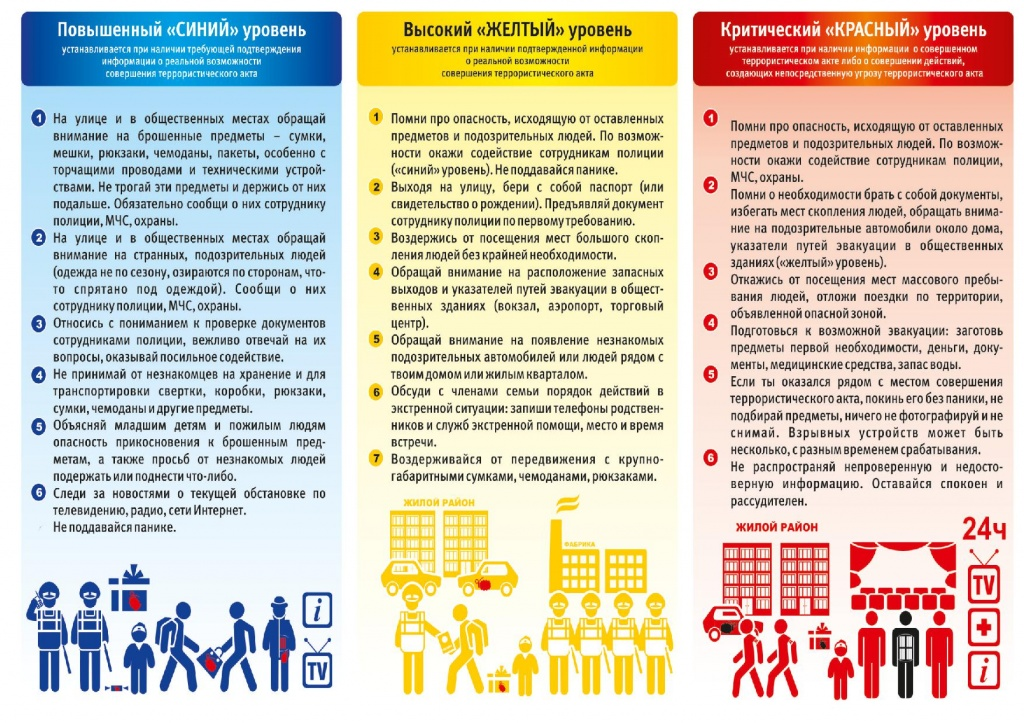 Повышенный «СИНИЙ» уровень
устанавливается при наличии требующей подтверждения
информации о реальной возможности
совершения террористического акта
1 На улице и в общественных местах обращай
внимание на брошенные предметы – сумки,
мешки, рюкзаки, чемоданы, пакеты, особенно с
торчащими проводами и техническими устрой-
ствами. Не трогай эти предметы и держись от них
подальше. Обязательно сообщи о них сотруднику
полиции, МЧС, охраны.
2 На улице и в общественных местах обращай
внимание на странных, подозрительных людей
(одежда не по сезону, озираются по сторонам, что-
то спрятано под одеждой). Сообщи о них
сотруднику полиции, МЧС, охраны.
3 Относись с пониманием к проверке документов
сотрудниками полиции, вежливо отвечай на их
вопросы, оказывай посильное содействие.
4 Не принимай от незнакомцев на хранение и для
транспортировки свертки, коробки, рюкзаки,
сумки, чемоданы и другие предметы.
5 Объясняй младшим детям и пожилым людям
опасность прикосновения к брошенным пред-
метам, а также просьб от незнакомых людей
подержать или поднести что-либо.
6 Следи за новостями о текущей обстановке по
телевидению, радио, сети Интернет.
Не поддавайся панике.
i
TV
Высокий «ЖЕЛТЫЙ» уровень
устанавливается при наличии подтвержденной информации
о реальной возможности
совершения террористического акта
1 Помни про опасность, исходящую от оставленных
предметов и подозрительных людей. По возмож-
ности окажи содействие сотрудникам полиции
(«синий» уровень). Не поддавайся панике.
2 Выходя на улицу, бери с собой паспорт (или
свидетельство о рождении). Предъявляй документ
сотруднику полиции по первому требованию.
3 Воздержись от посещения мест большого скоп-
ления людей без крайней необходимости.
4 Обращай внимание на расположение запасных
выходов и указателей путей эвакуации в общест-
венных зданиях (вокзал, аэропорт, торговый
центр).
5 Обращай внимание на появление незнакомых
подозрительных автомобилей или людей рядом с
твоим домом или жилым кварталом.
6 Обсуди с членами семьи порядок действий в
экстренной ситуации: запиши телефоны родствен-
ников и служб экстренной помощи, место и время
встречи.
7 Воздерживайся от передвижения с крупно-
габаритными сумками, чемоданами, рюкзаками.
ЖИЛОЙ РАЙОН
ФАБРИКА
Критический «КРАСНЫЙ» уровень
устанавливается при наличии информации о совершенном
террористическом акте либо о совершении действий,
создающих непосредственную угрозу террористического акта
1 Помни про опасность, исходящую от оставленных
предметов и подозрительных людей. По возмож-
ности окажи содействие сотрудникам полиции,
МЧС, охраны.
2 Помни о необходимости брать с собой документы,
избегать мест скопления людей, обращать внима-
ние на подозрительные автомобили около дома,
указатели путей эвакуации в общественных
зданиях («желтый» уровень).
3 Откажись от посещения мест массового пребы-
вания людей, отложи поездки по территории,
объявленной опасной зоной.
4 Подготовься к возможной эвакуации: заготовь
предметы первой необходимости, деньги, доку-
менты, медицинские средства, запас воды.
5 Если ты оказался рядом с местом совершения
террористического акта, покинь его без паники, не
подбирай предметы, ничего не фотографируй и не
снимай. Взрывных устройств может быть
несколько, с разным временем срабатывания.
6 Не распространяй непроверенную и недосто-
верную информацию. Оставайся спокоен и
рассудителен.
ЖИЛОЙ РАЙОН
24ч
TV
i